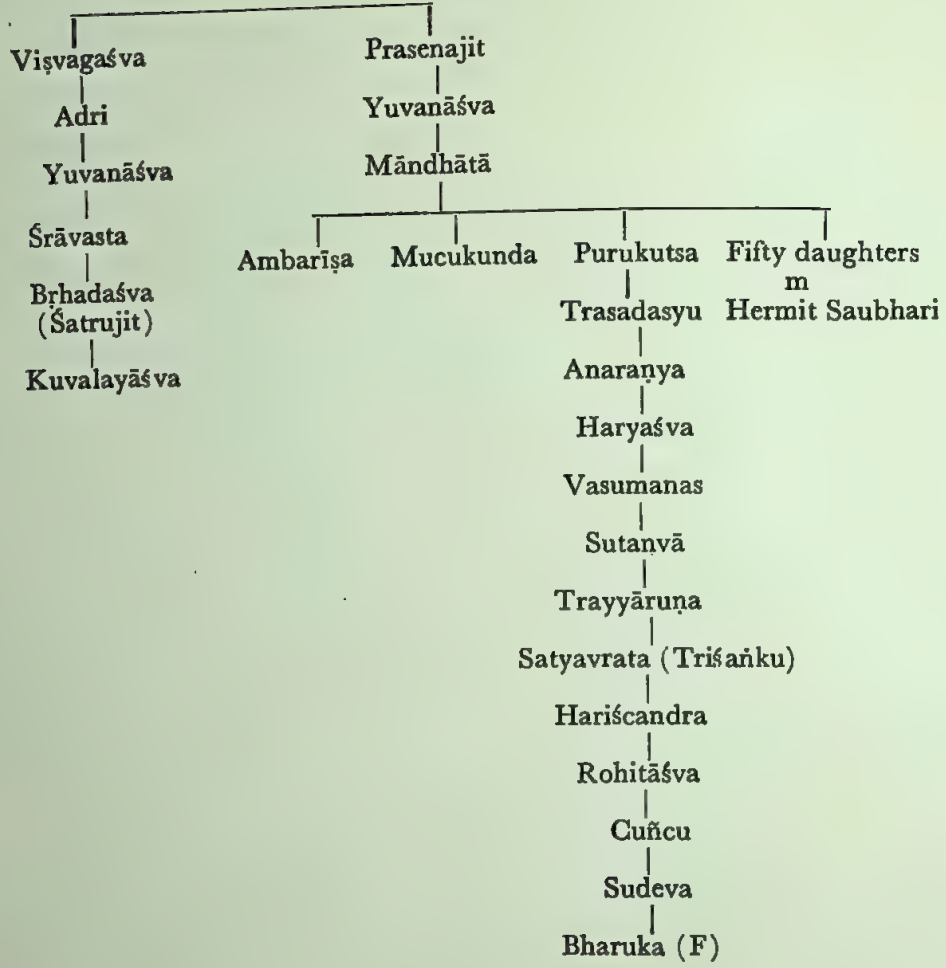 Viṣvagaśva
Prasenajit
Adri
Yuvanāśva
Yuvanāśva
Māndhātā
Śrāvasta
Ambarīṣa Mucukunda Purukutsa Fifty daughters
m
Bṛhadaśva
(Śatrujit)
Trasadasyu Hermit Saubhari
Kuvalayāśva
Anaraṇya
Haryaśva
Vasumanas
Sutaṇvā
Trayyāruṇa
Satyavrata (Triśaṅku)
Hariścandra
Rohitāśva
Cuñcu
Sudeva
Bharuka (F)